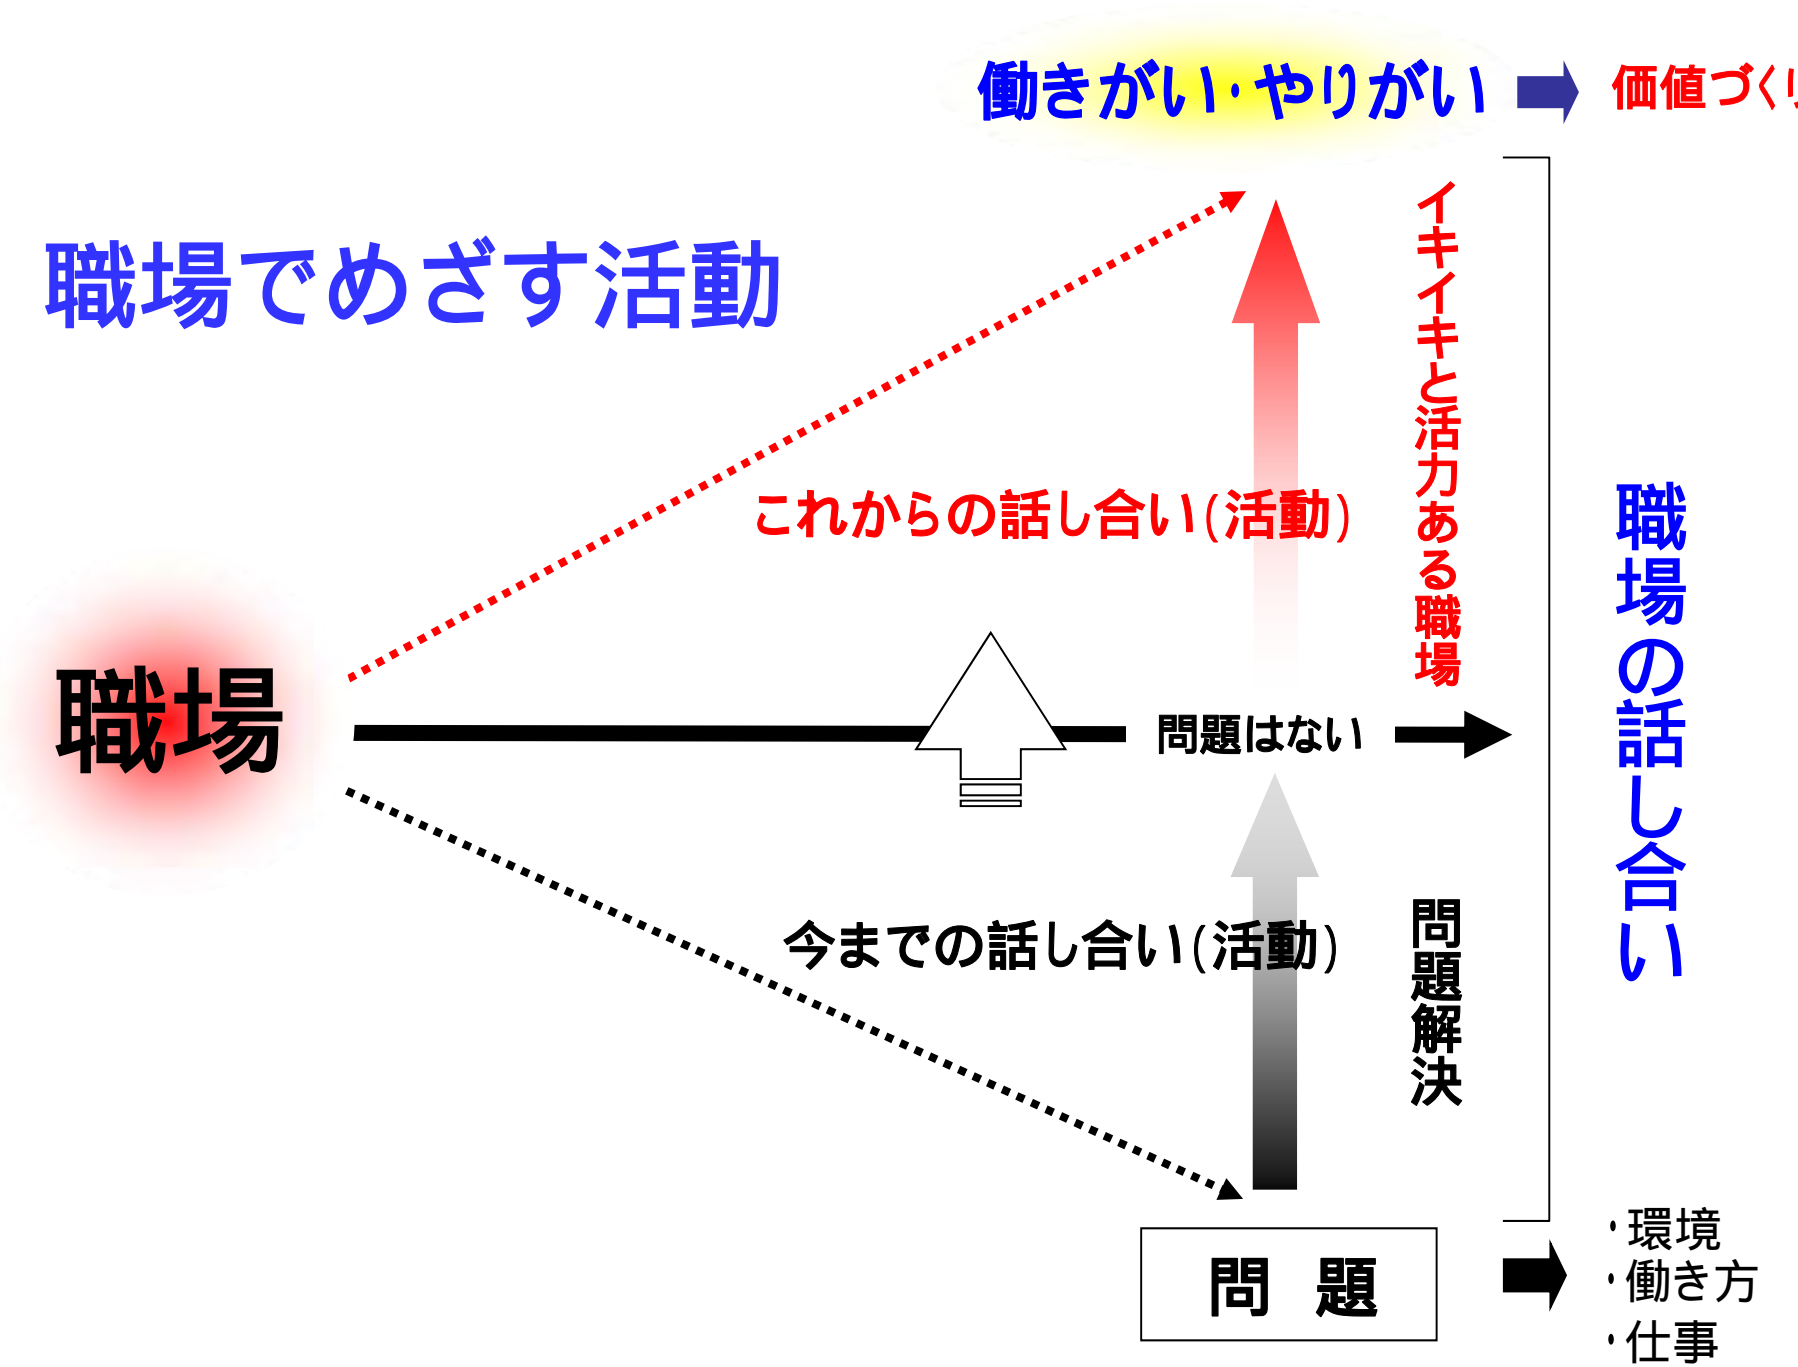 働きがい・やりがい
価値づくり
職場でめざす活動
イキイキと活力ある職場
これからの話し合い(活動)
職場の話し合い
職場
問題はない
今までの話し合い(活動)
問題解決
問 題
・環境
・働き方
・仕事